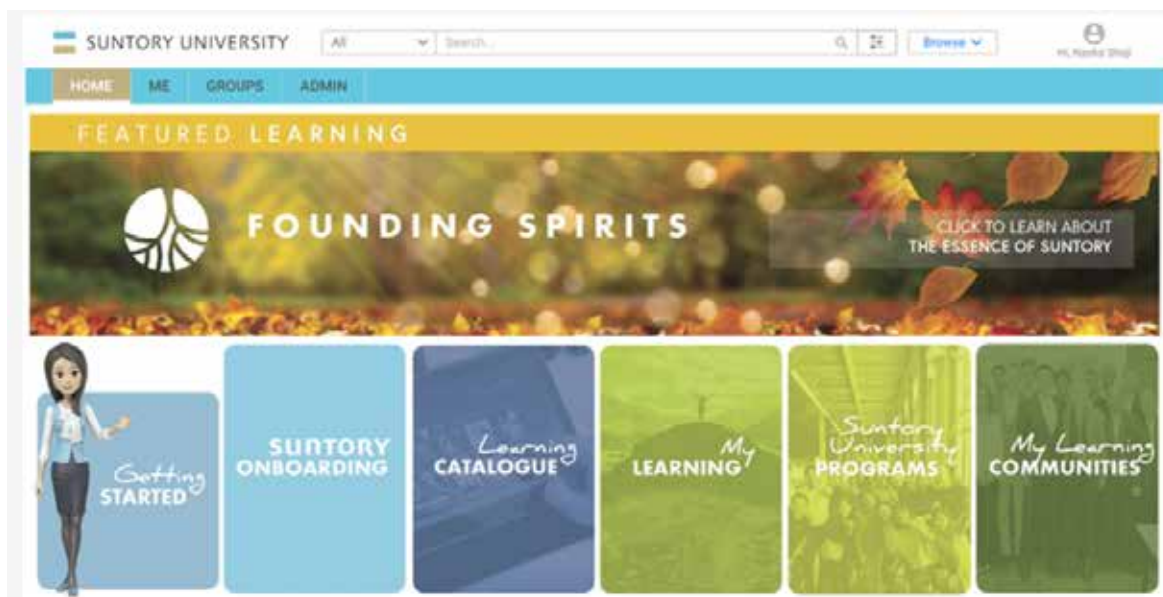 SUNTORY UNIVERSITY
All
Search...
Browse
HOME ME GROUPS ADMIN
FEATURED LEARNING
FOUNDING SPIRITS
CLICK TO LEARN ABOUT
THE ESSENCE OF SUNTORY
Getting
STARTED
SUNTORY
ONBOARDING
Learning
CATALOGUE
My
LEARNING
Suntory
University
PROGRAMS
My Learning
COMMUNITIES